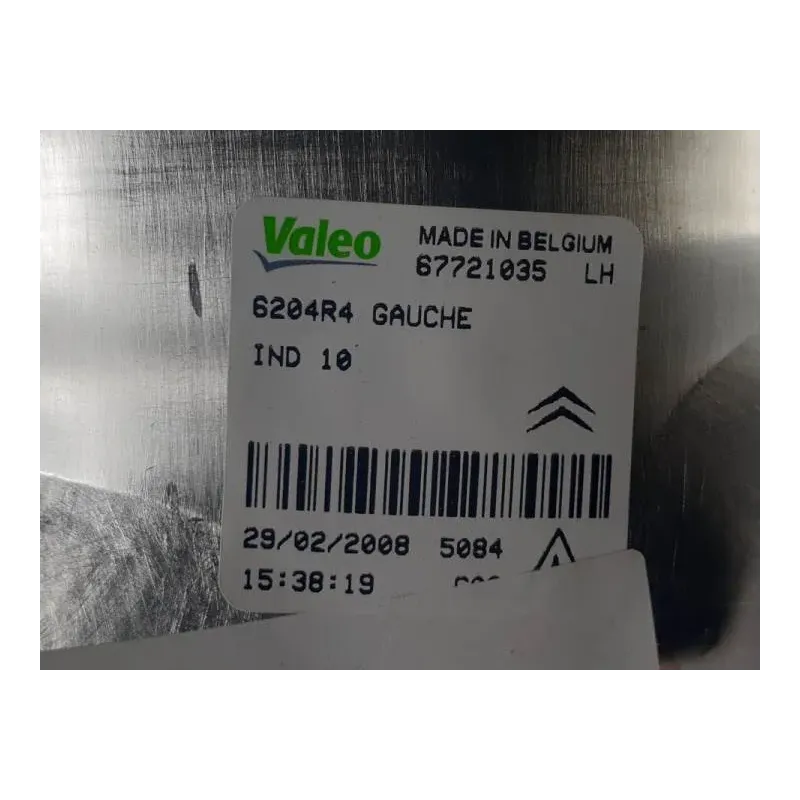 Valeo MADE IN BELGIUM
67721035 LH
6204R4 GAUCHE
IND 10
29/02/2008 5084
15:38:19